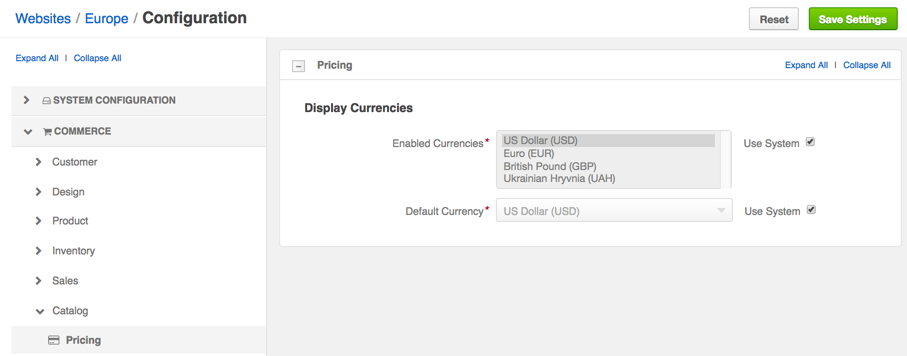 Websites / Europe / Configuration
Reset
Save Settings
Expand All | Collapse All
SYSTEM CONFIGURATION
COMMERCE
Customer
Design
Product
Inventory
Sales
Catalog
Pricing
Pricing
Expand All | Collapse All
Display Currencies
Enabled Currencies*
US Dollar (USD)
Euro (EUR)
British Pound (GBP)
Ukrainian Hryvnia (UAH)
Use System
Default Currency*
US Dollar (USD)
Use System